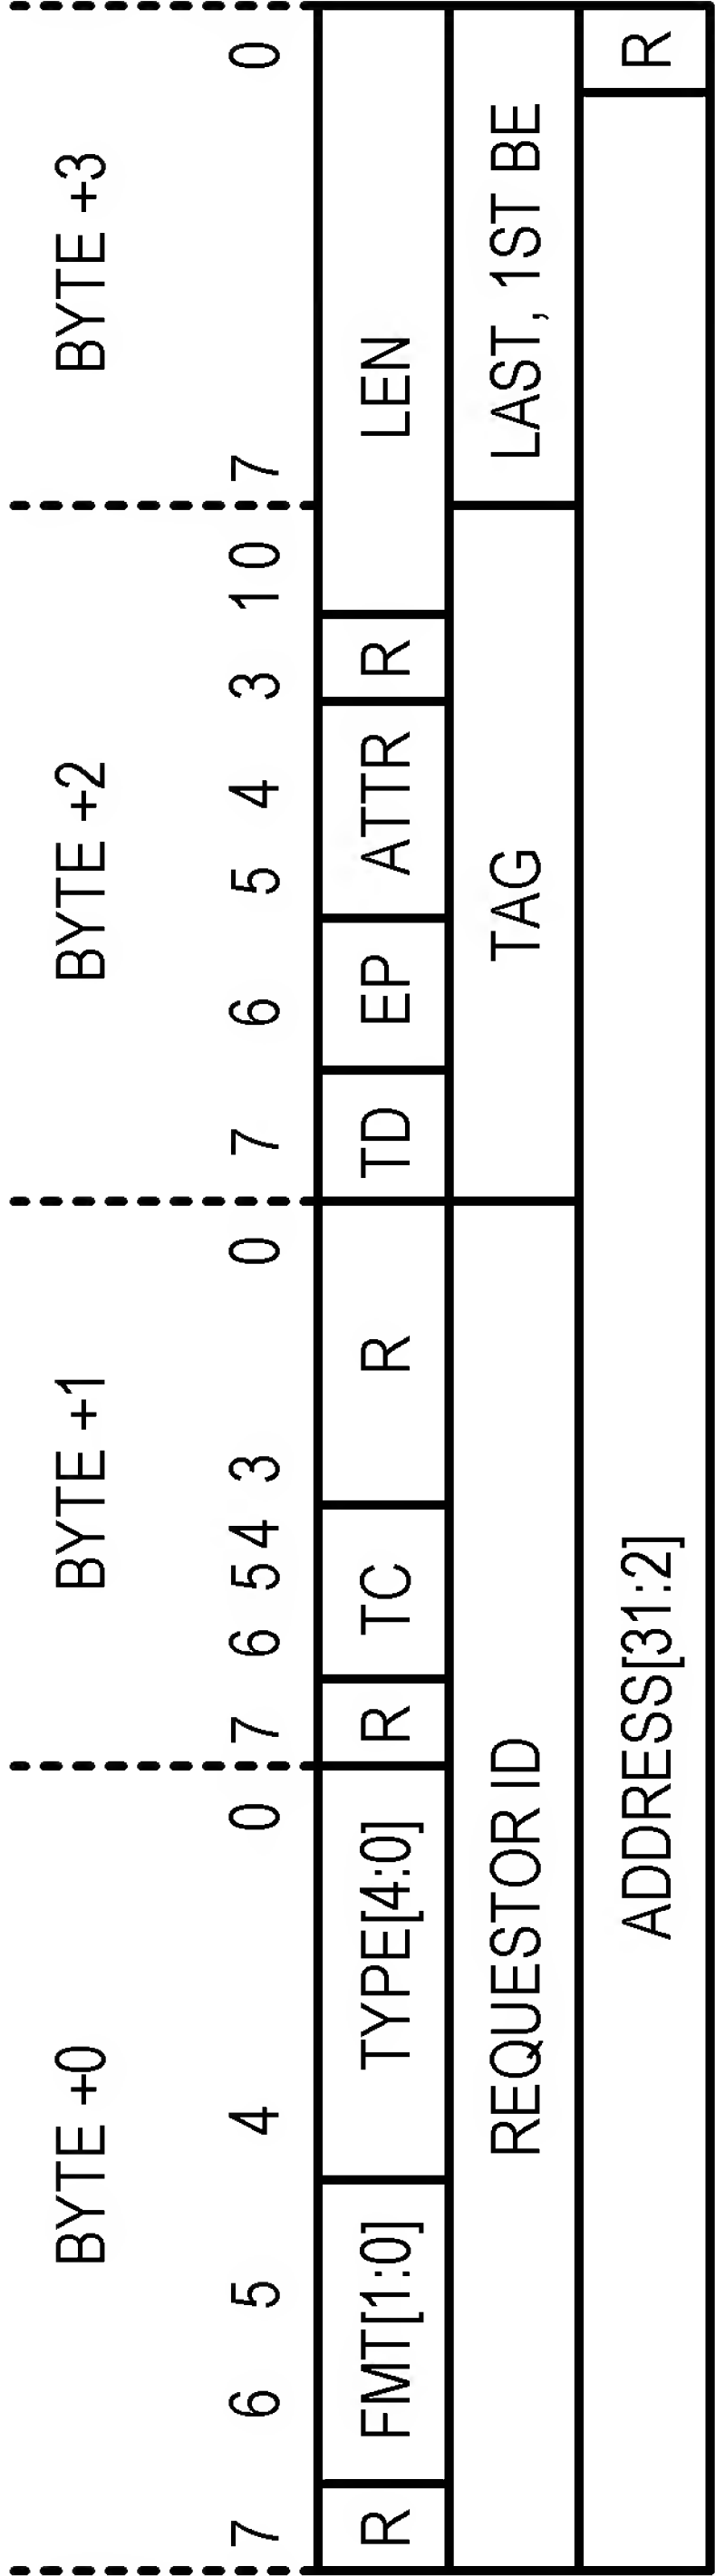 BYTE +0 BYTE +1 BYTE +2 BYTE +3
7 6 5 4 0 7 6 5 4 3 0 7 6 5 4 3 1 0 7 0
R FMT[1:0] TYPE[4:0] R TC R TD EP ATTR R LEN
REQUESTOR ID TAG LAST, 1ST BE
ADDRESS[31:2] R